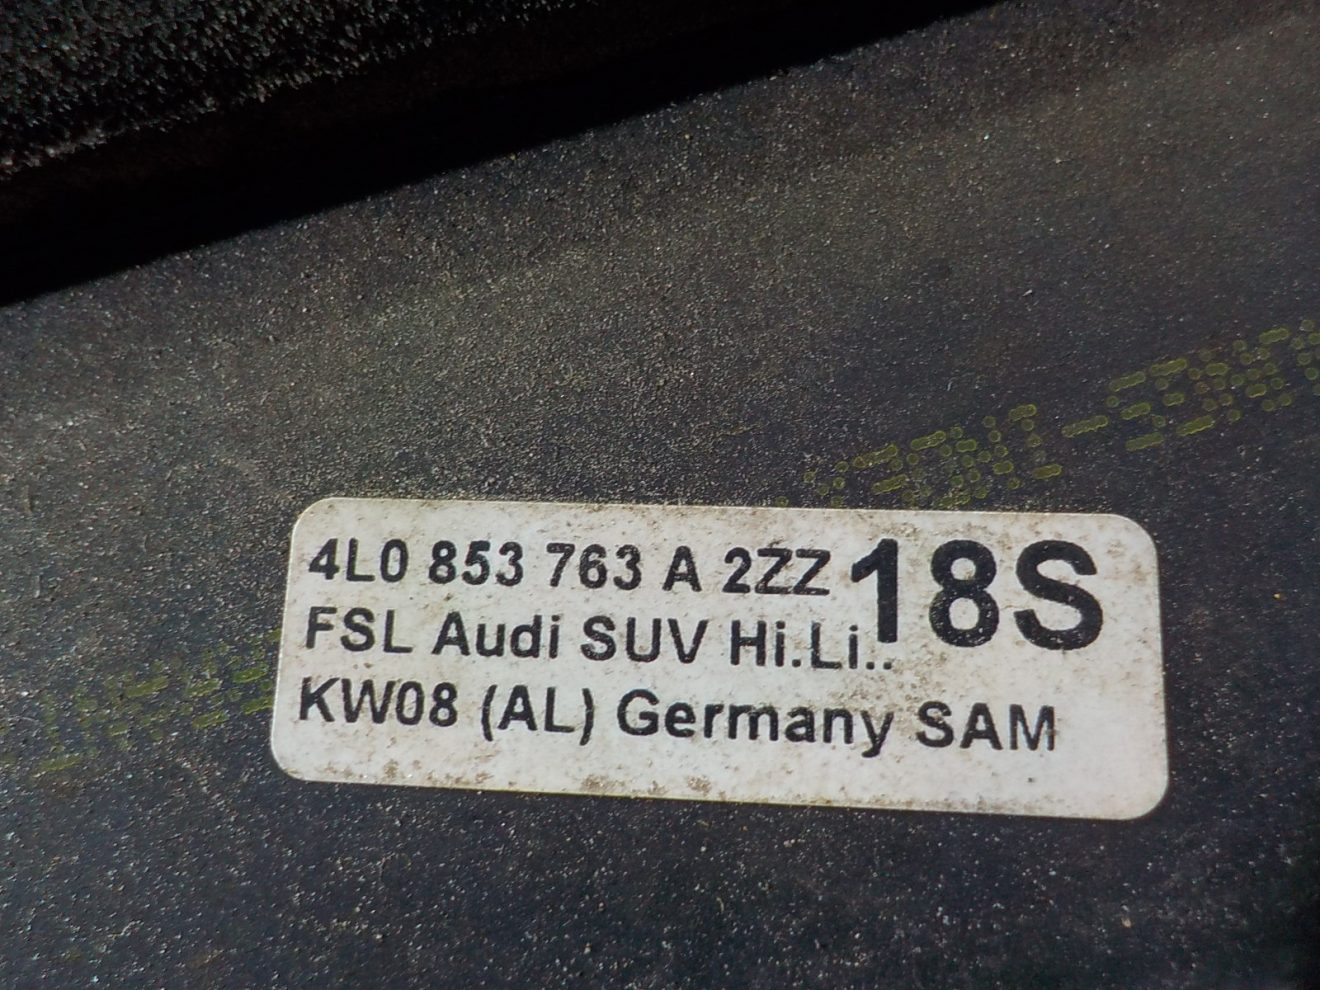 4L0 853 763 A 2ZZ 18S
FSL Audi SUV Hi.Li..
KW08 (AL) Germany SAM